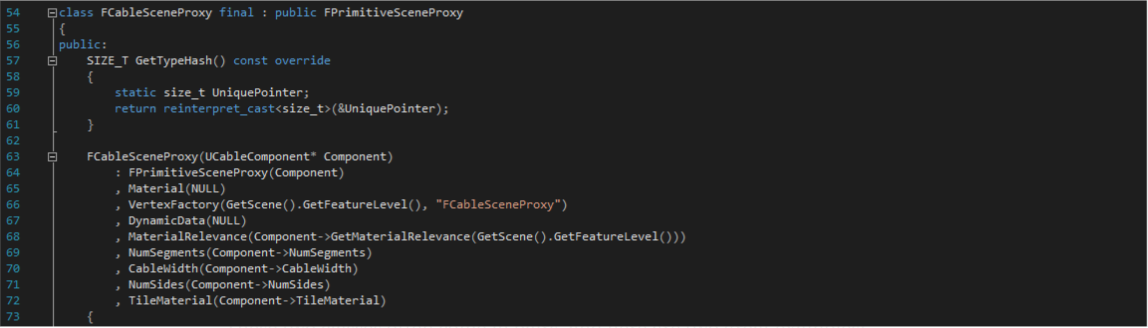 54 class FCableSceneProxy final : public FPrimitiveSceneProxy
55 {
56 public:
57     SIZE_T GetTypeHash() const override
58     {
59         static size_t UniquePointer;
60         return reinterpret_cast<size_t>(&UniquePointer);
61     }
62
63     FCableSceneProxy(UCableComponent* Component)
64         : FPrimitiveSceneProxy(Component)
65         , Material(NULL)
66         , VertexFactory(GetScene().GetFeatureLevel(), "FCableSceneProxy")
67         , DynamicData(NULL)
68         , MaterialRelevance(Component->GetMaterialRelevance(GetScene().GetFeatureLevel()))
69         , NumSegments(Component->NumSegments)
70         , CableWidth(Component->CableWidth)
71         , NumSides(Component->NumSides)
72         , TileMaterial(Component->TileMaterial)
73     {